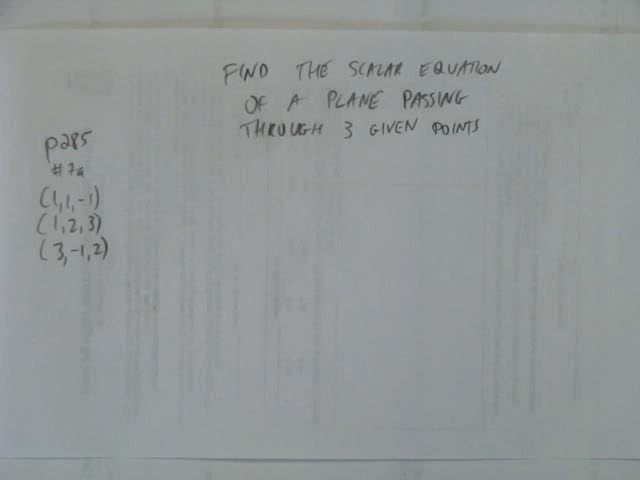 FIND THE SCALAR EQUATION
OF A PLANE PASSING
THROUGH 3 GIVEN POINTS
p285
#7a
(1,1,-1)
(1,2,3)
(3,-1,2)